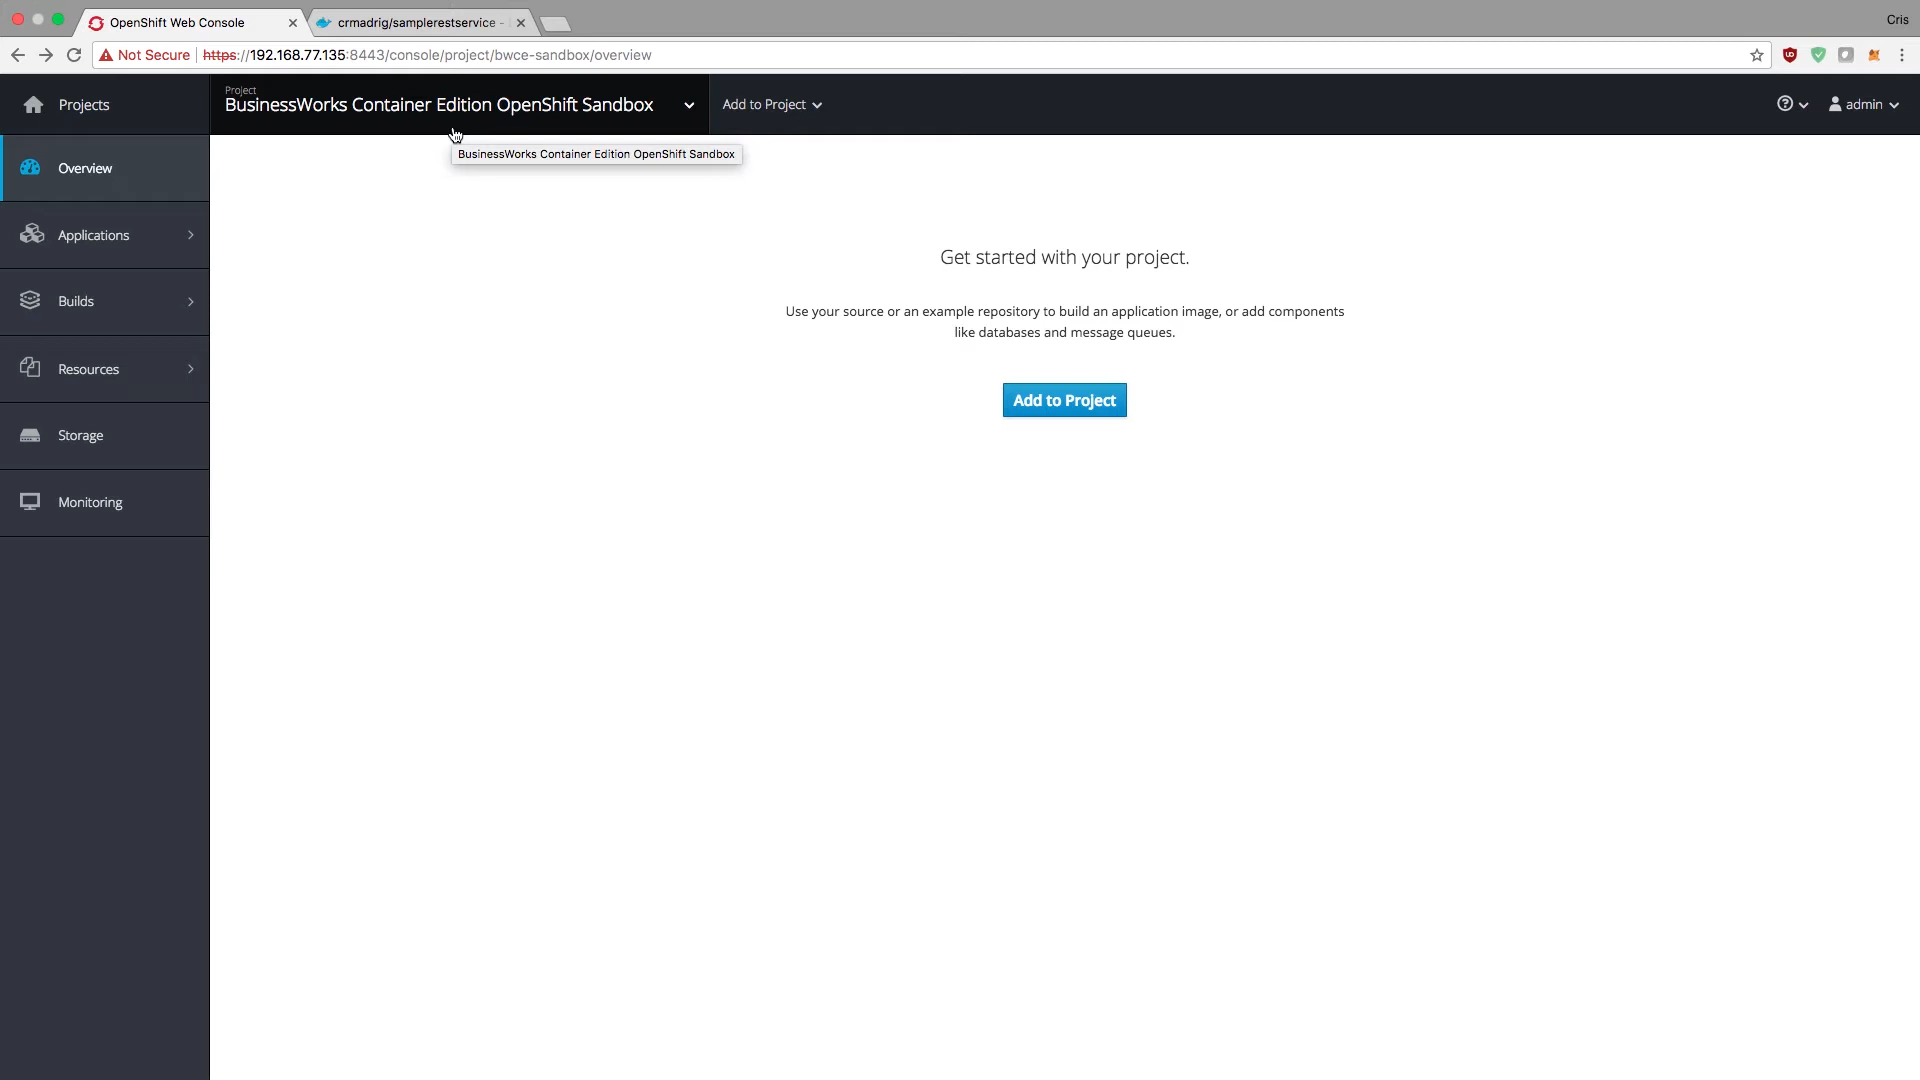 OpenShift Web Console
crmadrig/samplerestservice -
Cris
Not Secure
https://192.168.77.135:8443/console/project/bwce-sandbox/overview
Projects
Project
BusinessWorks Container Edition OpenShift Sandbox
Add to Project
admin
BusinessWorks Container Edition OpenShift Sandbox
Overview
Applications
Builds
Resources
Storage
Monitoring
Get started with your project.
Use your source or an example repository to build an application image, or add components
like databases and message queues.
Add to Project